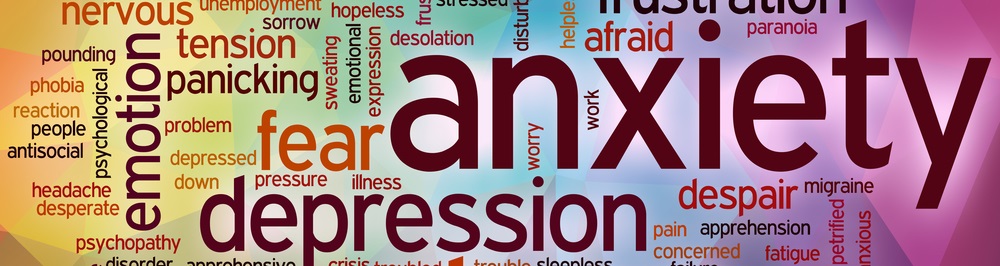 nervous
unemployment
sorrow
hopeless
stressed
frustration
paranoia
tension
desolation
afraid
pounding
panicking
sweating
emotional
expression
phobia
psychological
emotion
reaction
people
antisocial
problem
depressed
down
fear
anxiety
worry
work
headache
desperate
pressure
illness
depression
despair
migraine
psychopathy
pain
apprehension
concerned
fatigue
petrified
anxious
disorder
apprehensive
crisis
troubled
trouble
sleepless
failure